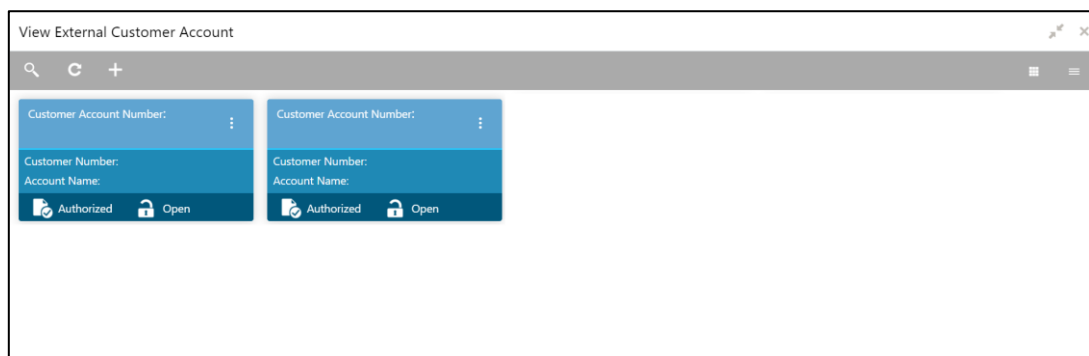 View External Customer Account
Customer Account Number:
Customer Number:
Account Name:
Authorized Open
Customer Account Number:
Customer Number:
Account Name:
Authorized Open